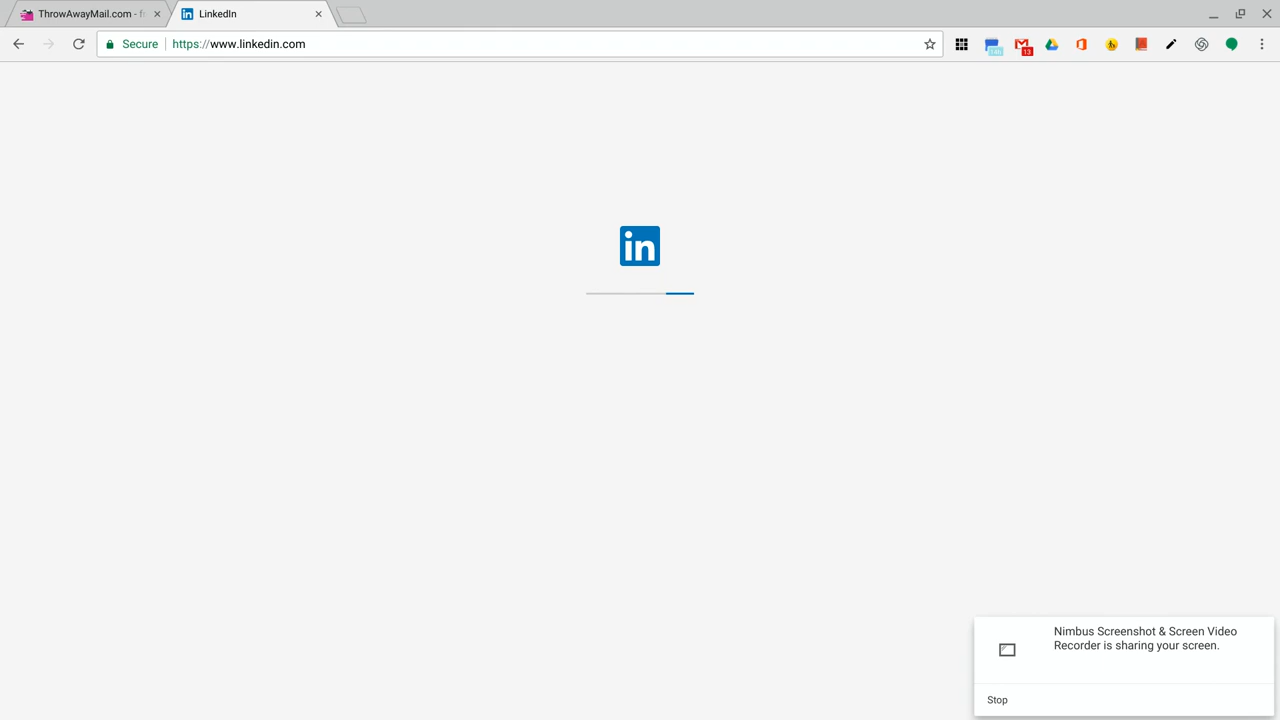 ThrowAwayMail.com - f
LinkedIn
Secure
https://www.linkedin.com
13
in
Nimbus Screenshot & Screen Video
Recorder is sharing your screen.
Stop